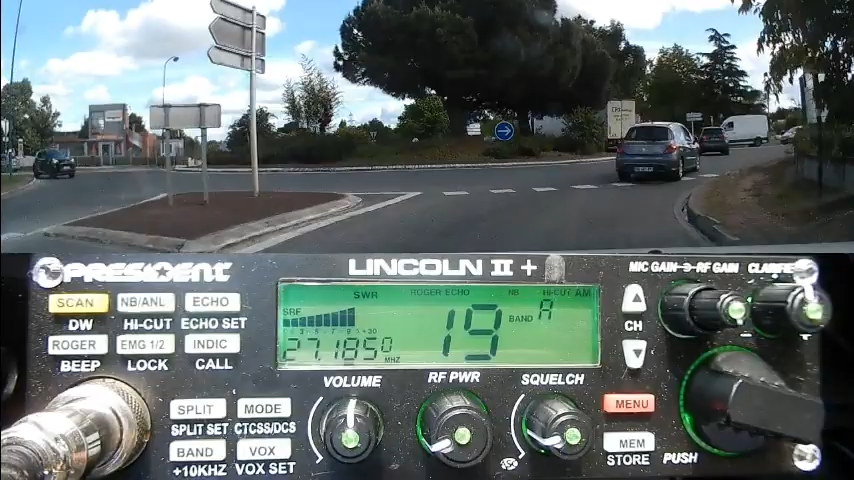 PRESIDENT
LINCOLN II +
MIC GAIN RF GAIN
SCAN
NB/ANL
ECHO
DW
HI-CUT
ECHO SET
ROGER
EMG 1/2
INDIC
BEEP
LOCK
CALL
SWR
ROGER ECHO
NB
HI-CUT AM
SRF
19
BAND A
27.1850 MHZ
CH
VOLUME
RF PWR
SQUELCH
SPLIT
MODE
SPLIT SET
CTCSS/DCS
BAND
VOX
+10KHZ
VOX SET
ASC
MENU
MEM
STORE
PUSH